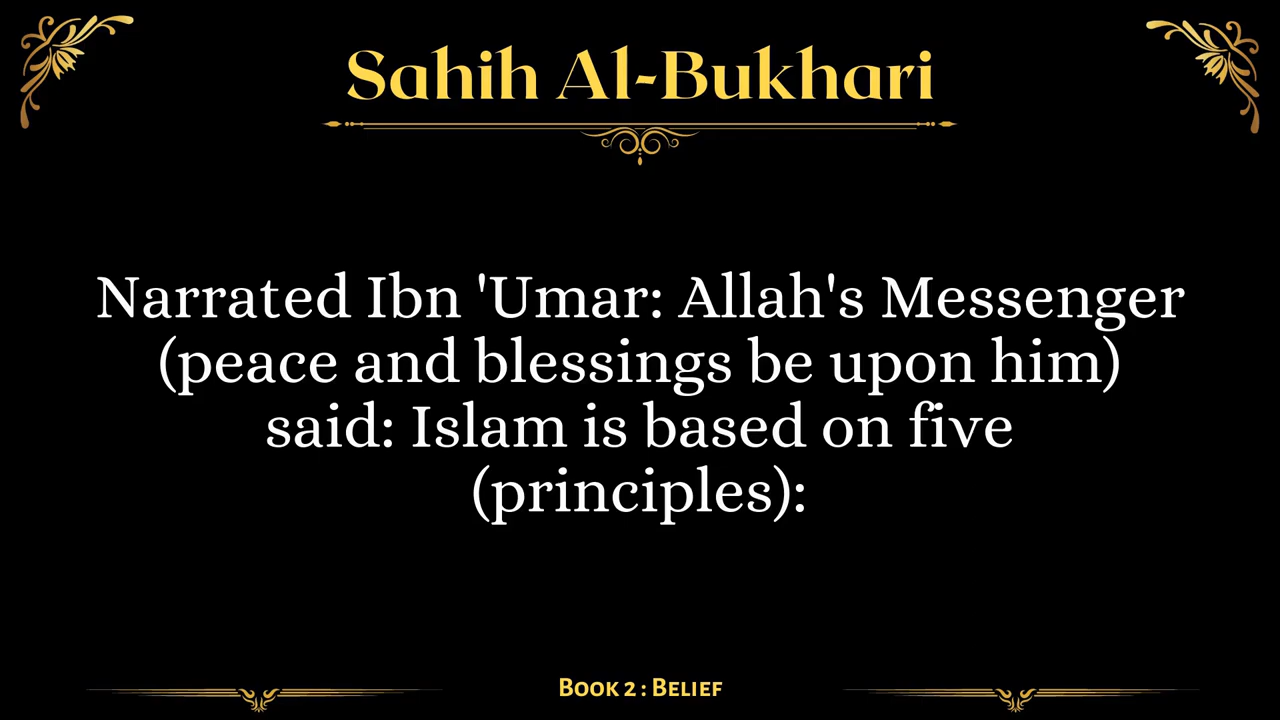 Sahih Al-Bukhari
Narrated Ibn 'Umar: Allah's Messenger
(peace and blessings be upon him)
said: Islam is based on five
(principles):
Book 2 : Belief